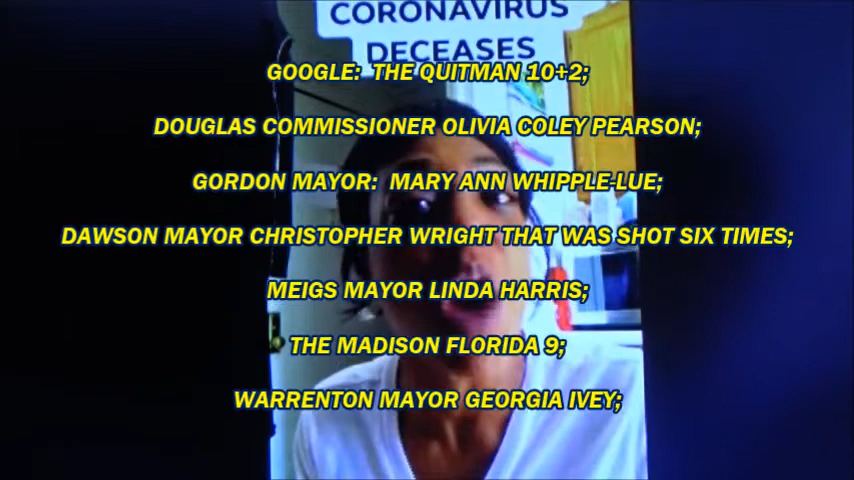 CORONAVIRUS
DECEASES
GOOGLE: THE QUITMAN 10+2;
DOUGLAS COMMISSIONER OLIVIA COLEY PEARSON;
GORDON MAYOR: MARY ANN WHIPPLE-LUE;
DAWSON MAYOR CHRISTOPHER WRIGHT THAT WAS SHOT SIX TIMES;
MEIGS MAYOR LINDA HARRIS;
THE MADISON FLORIDA 9;
WARRENTON MAYOR GEORGIA IVEY;